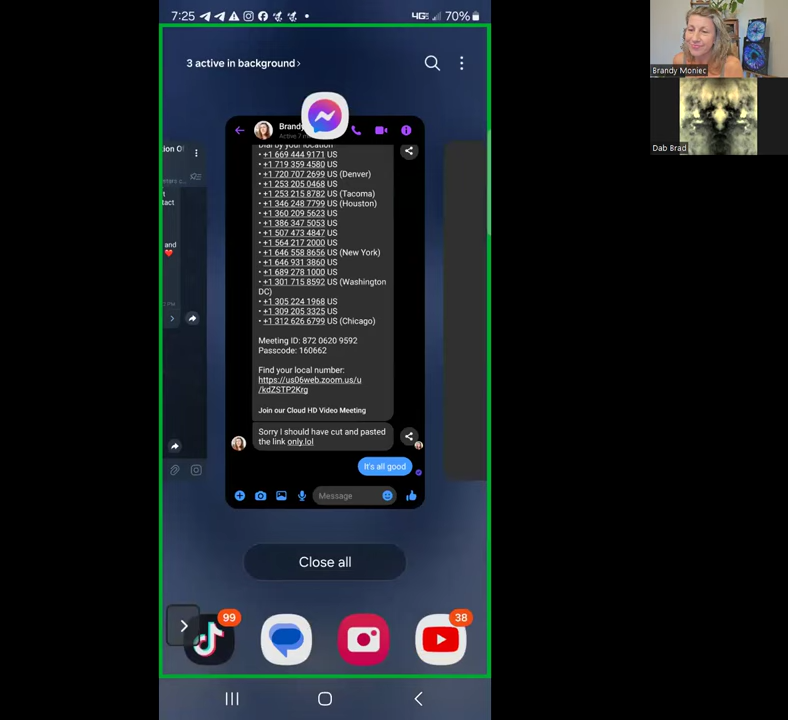 7:25
4G
70%
3 active in background
Brandy
Dial by your location
• +1 669 444 9171 US
• +1 719 359 4580 US
• +1 720 707 2699 US (Denver)
• +1 253 205 0468 US
• +1 253 215 8782 US (Tacoma)
• +1 346 248 7799 US (Houston)
• +1 360 209 5623 US
• +1 386 347 5053 US
• +1 507 473 4847 US
• +1 564 217 2000 US
• +1 646 558 8656 US (New York)
• +1 646 931 3860 US
• +1 689 278 1000 US
• +1 301 715 8592 US (Washington
DC)
• +1 305 224 1968 US
• +1 309 205 3325 US
• +1 312 626 6799 US (Chicago)
Meeting ID: 872 0620 9592
Passcode: 160662
Find your local number:
https://us06web.zoom.us/u
/kdZSTP2Krg
Join our Cloud HD Video Meeting
Sorry I should have cut and pasted
the link only.lol
It's all good
Message
Close all
99
38
Brandy Moniec
Dab Brad